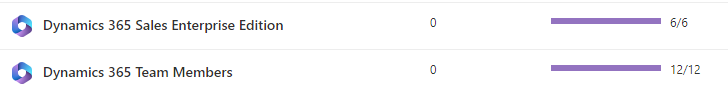 Dynamics 365 Sales Enterprise Edition 0 6/6
Dynamics 365 Team Members 0 12/12